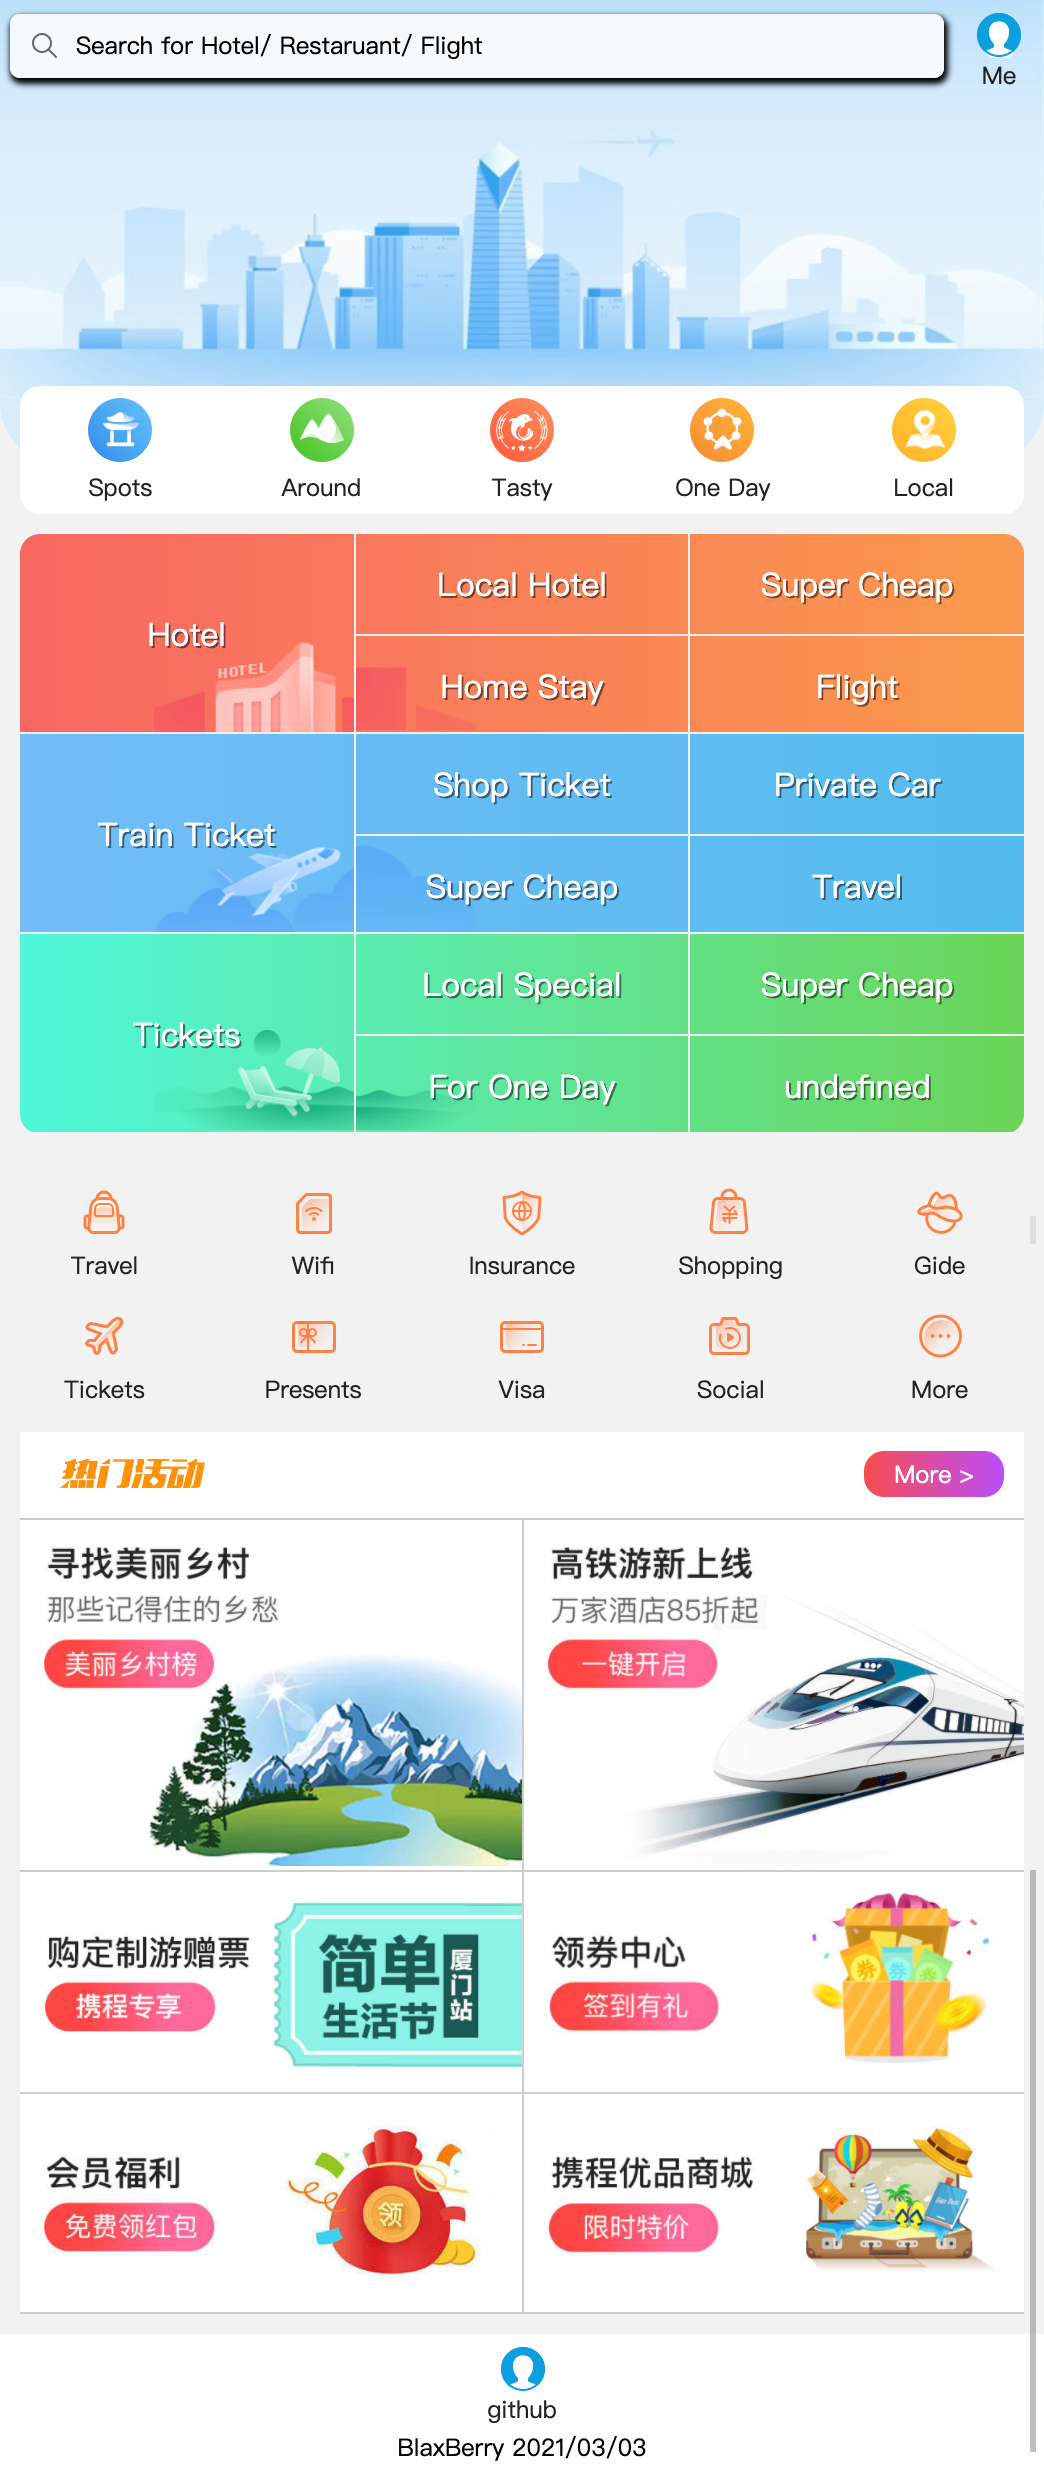 Search for Hotel/ Restaruant/ Flight
Me
Spots
Around
Tasty
One Day
Local
Hotel
HOTEL
Local Hotel
Super Cheap
Home Stay
Flight
Train Ticket
Shop Ticket
Private Car
Super Cheap
Travel
Tickets
Local Special
Super Cheap
For One Day
undefined
Travel
Wifi
Insurance
Shopping
Gide
Tickets
Presents
Visa
Social
More
热门活动
More >
寻找美丽乡村
那些记得住的乡愁
美丽乡村榜
高铁游新上线
万家酒店85折起
一键开启
购定制游赠票
携程专享
简单
生活节
厦门站
领券中心
签到有礼
券
券
券
会员福利
免费领红包
领
携程优品商城
限时特价
github
BlaxBerry 2021/03/03